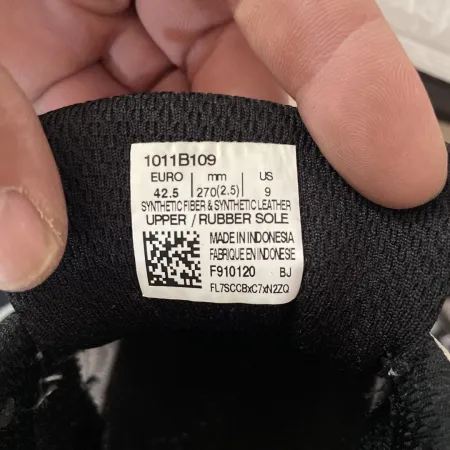 1011B109
EURO mm US
42.5 270(2.5) 9
SYNTHETIC FIBER & SYNTHETIC LEATHER
UPPER / RUBBER SOLE
MADE IN INDONESIA
FABRIQUE EN INDONESIE
F910120 BJ
FL7SCCBxC7xN2ZQ